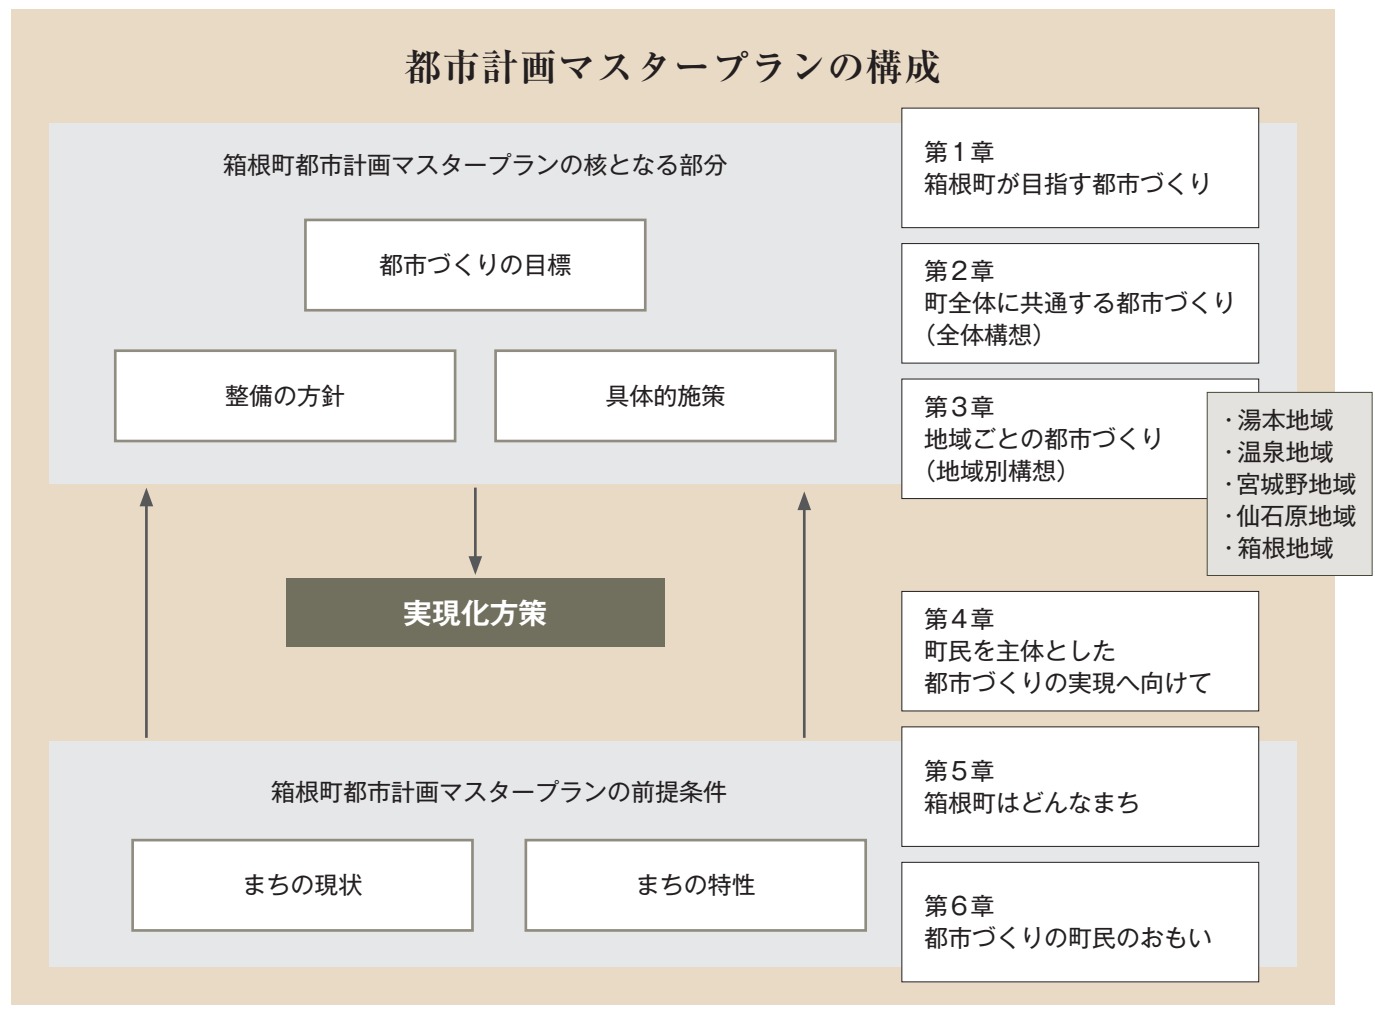 都市計画マスタープランの構成
箱根町都市計画マスタープランの核となる部分
都市づくりの目標
整備の方針
具体的施策
実現化方策
箱根町都市計画マスタープランの前提条件
まちの現状
まちの特性
第1章
箱根町が目指す都市づくり
第2章
町全体に共通する都市づくり
（全体構想）
第3章
地域ごとの都市づくり
（地域別構想）
・湯本地域
・温泉地域
・宮城野地域
・仙石原地域
・箱根地域
第4章
町民を主体とした
都市づくりの実現へ向けて
第5章
箱根町はどんなまち
第6章
都市づくりの町民のおもい